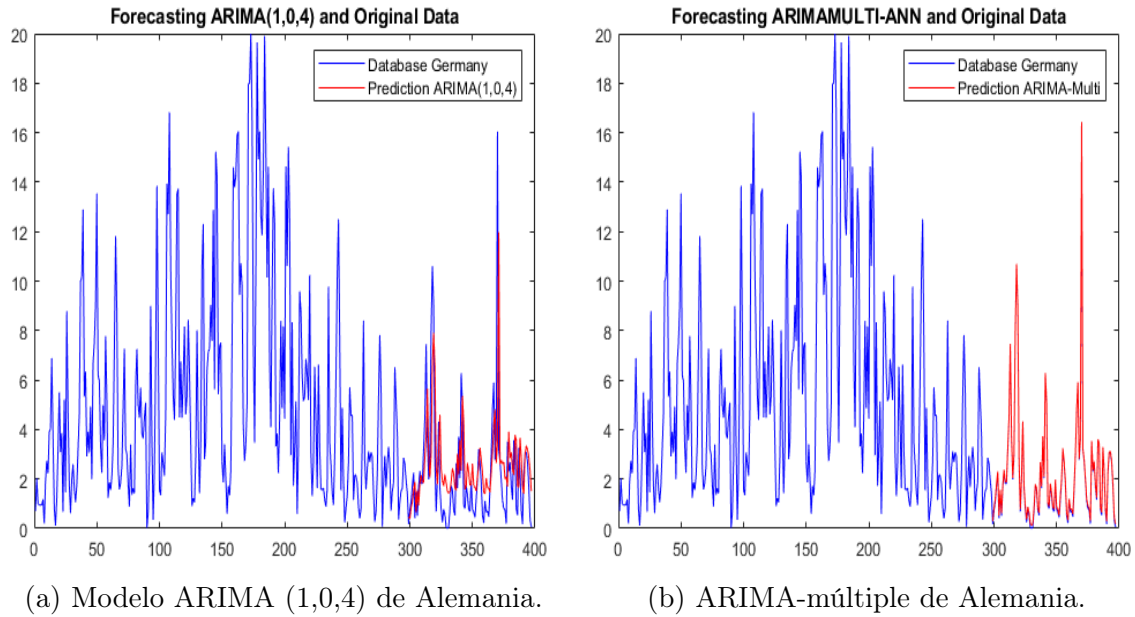 Forecasting ARIMA(1,0,4) and Original Data
Database Germany
Prediction ARIMA(1,0,4)
20
18
16
14
12
10
8
6
4
2
0
0 50 100 150 200 250 300 350 400
(a) Modelo ARIMA (1,0,4) de Alemania.
Forecasting ARIMAMULTI-ANN and Original Data
Database Germany
Prediction ARIMA-Multi
20
18
16
14
12
10
8
6
4
2
0
0 50 100 150 200 250 300 350 400
(b) ARIMA-múltiple de Alemania.